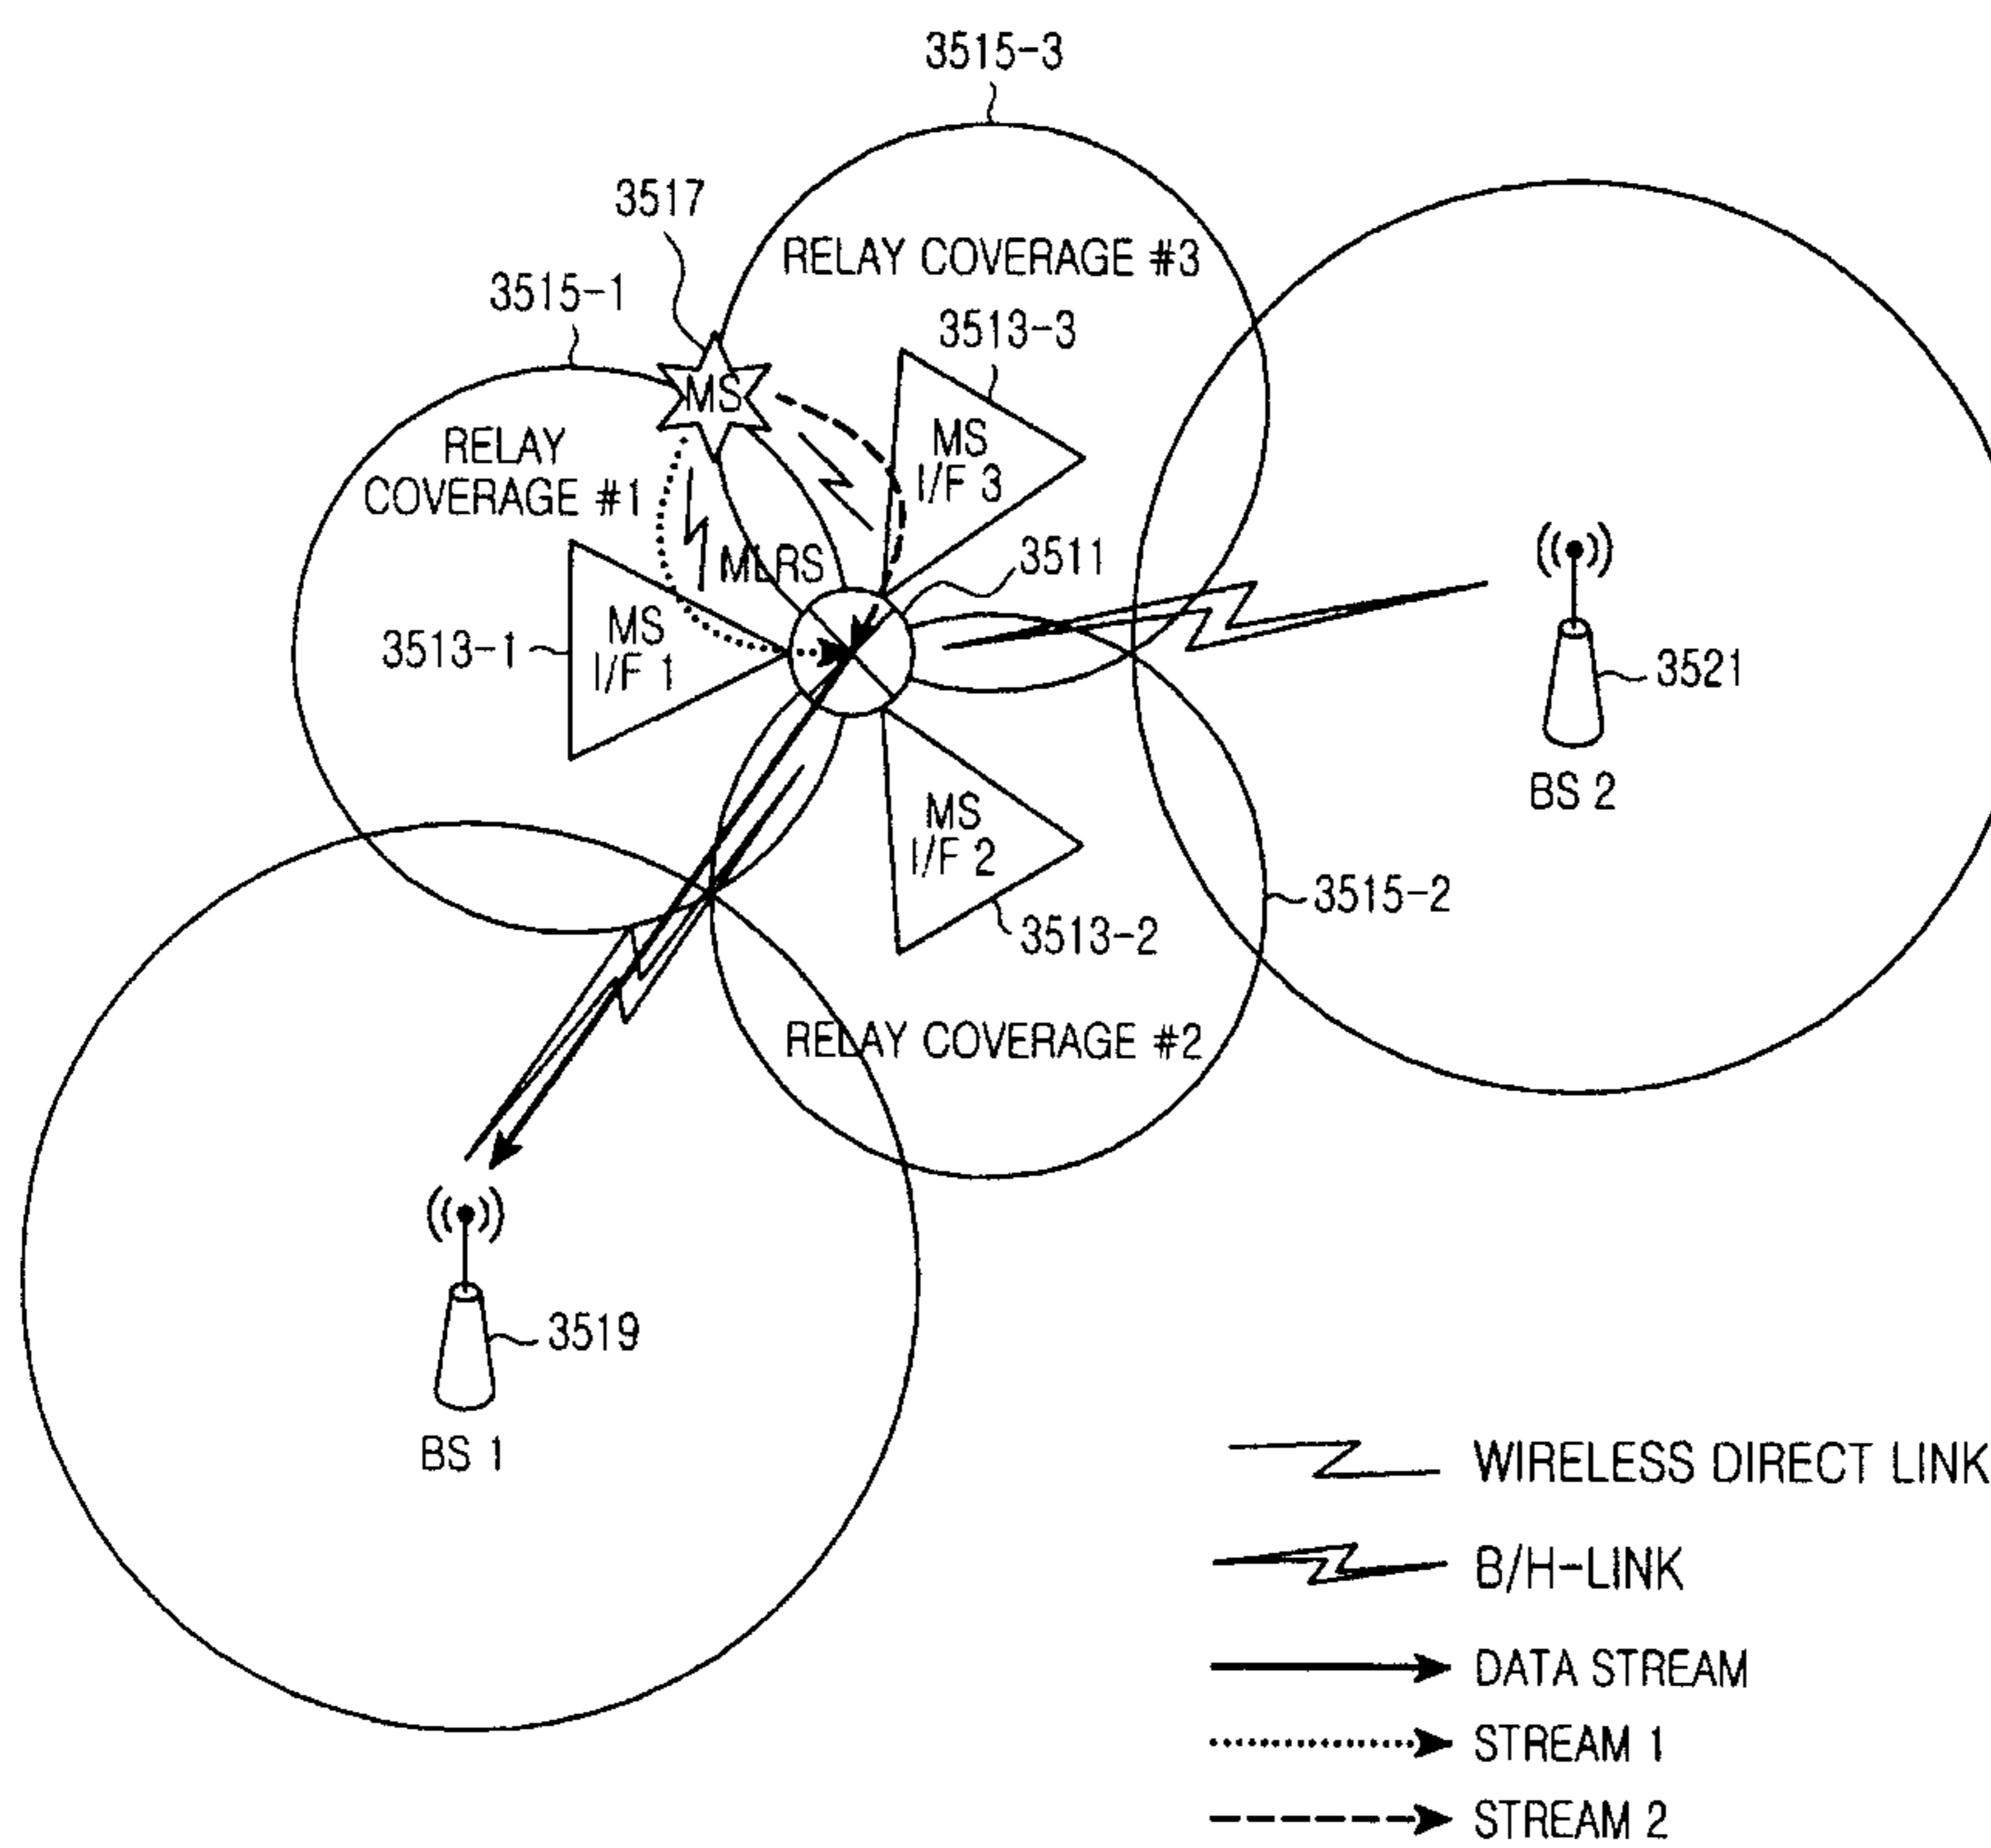 3515-3
3517
RELAY COVERAGE #3
3515-1
3513-3
MS
RELAY
COVERAGE #1
MS
I/F 3
MLRS
3511
3513-1
MS
I/F 1
3521
BS 2
MS
I/F 2
3515-2
3513-2
RELAY COVERAGE #2
3519
BS 1
WIRELESS DIRECT LINK
B/H-LINK
DATA STREAM
STREAM 1
STREAM 2